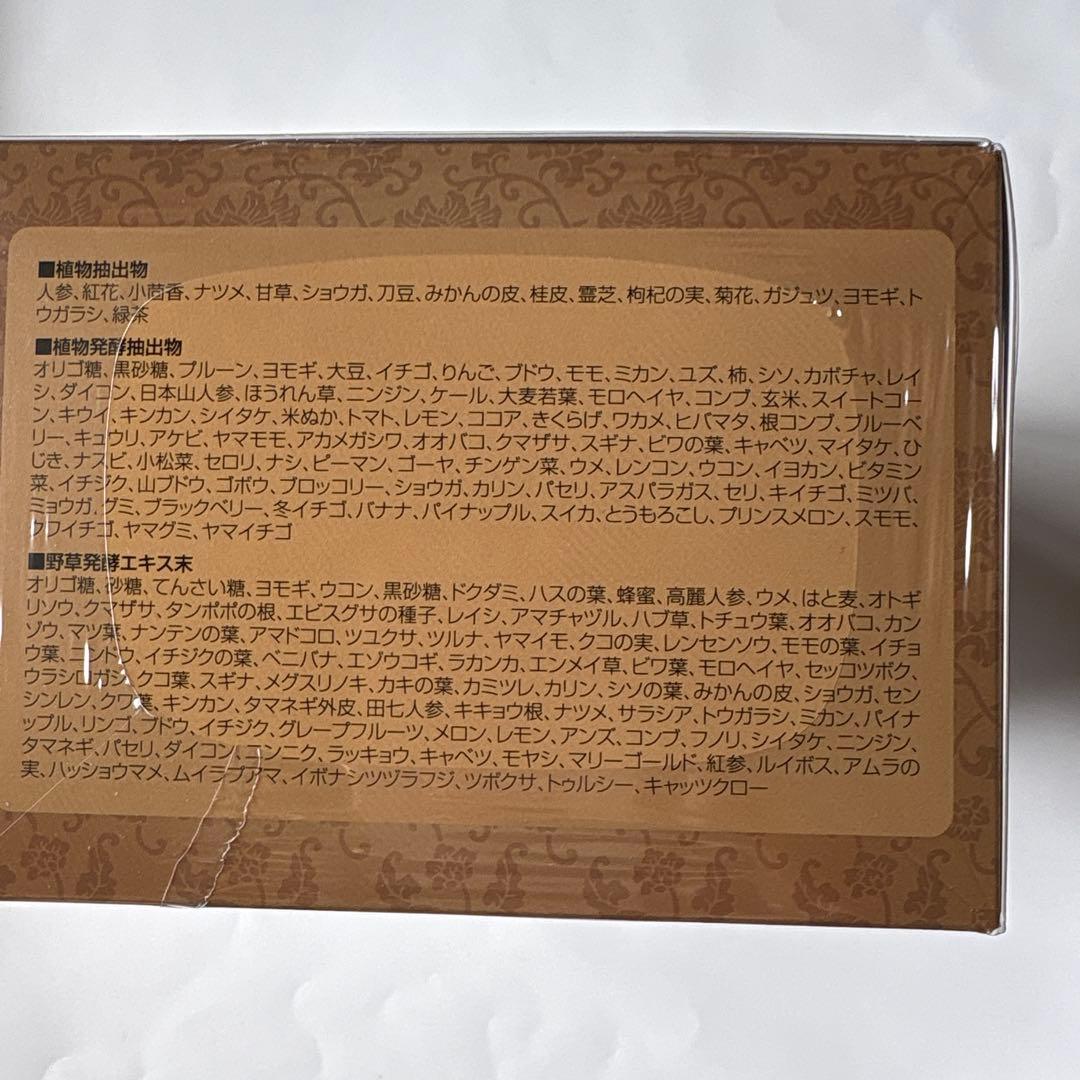 ■植物抽出物
人参、紅花、小茴香、ナツメ、甘草、ショウガ、刀豆、みかんの皮、桂皮、霊芝、枸杞の実、菊花、ガジュツ、ヨモギ、ト
ウガラシ、緑茶
■植物発酵抽出物
オリゴ糖、黒砂糖、プルーン、ヨモギ、大豆、イチゴ、りんご、ブドウ、モモ、ミカン、ユズ、柿、シソ、カボチャ、レイ
シ、ダイコン、日本山人参、ほうれん草、ニンジン、ケール、大麦若葉、モロヘイヤ、コンブ、玄米、スイートコー
ン、キウイ、キンカン、シイタケ、米ぬか、トマト、レモン、ココア、きくらげ、ワカメ、ヒバマタ、根コンブ、ブルーベ
リー、キュウリ、アケビ、ヤマモモ、アカメガシワ、オオバコ、クマザサ、スギナ、ビワの葉、キャベツ、マイタケ、ひ
じき、ナスビ、小松菜、セロリ、ナシ、ピーマン、ゴーヤ、チンゲン菜、ウメ、レンコン、ウコン、イヨカン、ビタミン
菜、イチジク、山ブドウ、ゴボウ、ブロッコリー、ショウガ、カリン、パセリ、アスパラガス、セリ、キイチゴ、ミツバ、
ミョウガ、グミ、ブラックベリー、冬イチゴ、バナナ、パイナップル、スイカ、とうもろこし、プリンスメロン、スモモ、
クワイチゴ、ヤマグミ、ヤマイチゴ
■野草発酵エキス末
オリゴ糖、砂糖、てんさい糖、ヨモギ、ウコン、黒砂糖、ドクダミ、ハスの葉、蜂蜜、高麗人参、ウメ、はと麦、オトギ
リソウ、クマザサ、タンポポの根、エビスグサの種子、レイシ、アマチャヅル、ハブ草、トチュウ葉、オオバコ、カン
ゾウ、マツ葉、ナンテンの葉、アマドコロ、ツユクサ、ツルナ、ヤマイモ、クコの実、レンセンソウ、モモの葉、イチョ
ウ葉、ニンドウ、イチジクの葉、ベニバナ、エゾウコギ、ラカンカ、エンメイ草、ビワ葉、モロヘイヤ、セッコツボク、
ウラシロガシ、クコ葉、スギナ、メグスリノキ、カキの葉、カミツレ、カリン、シソの葉、みかんの皮、ショウガ、セン
シンレン、クワ葉、キンカン、タマネギ外皮、田七人参、キキョウ根、ナツメ、サラシア、トウガラシ、ミカン、パイナ
ップル、リンゴ、ブドウ、イチジク、グレープフルーツ、メロン、レモン、アンズ、コンブ、フノリ、シイタケ、ニンジン、
タマネギ、パセリ、ダイコン、ニンニク、ラッキョウ、キャベツ、モヤシ、マリーゴールド、紅参、ルイボス、アムラの
実、ハッショウマメ、ムイラプアマ、イボナシツヅラフジ、ツボクサ、トゥルシー、キャッツクロー